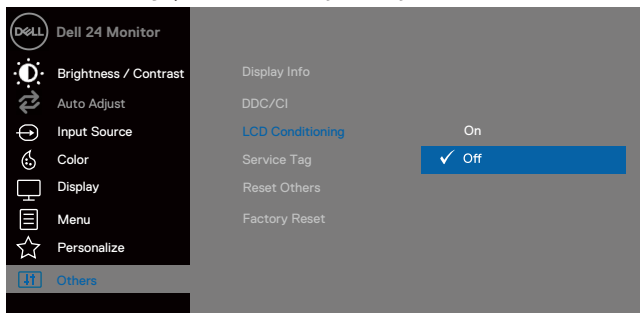 DELL Dell 24 Monitor
Brightness / Contrast Display Info
Auto Adjust DDC/CI
Input Source LCD Conditioning On
Color Service Tag Off
Display Reset Others
Menu Factory Reset
Personalize
Others